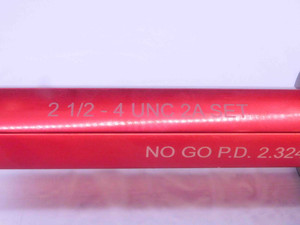 2 1/2 - 4 UNC 2A SET
NO GO P.D. 2.324